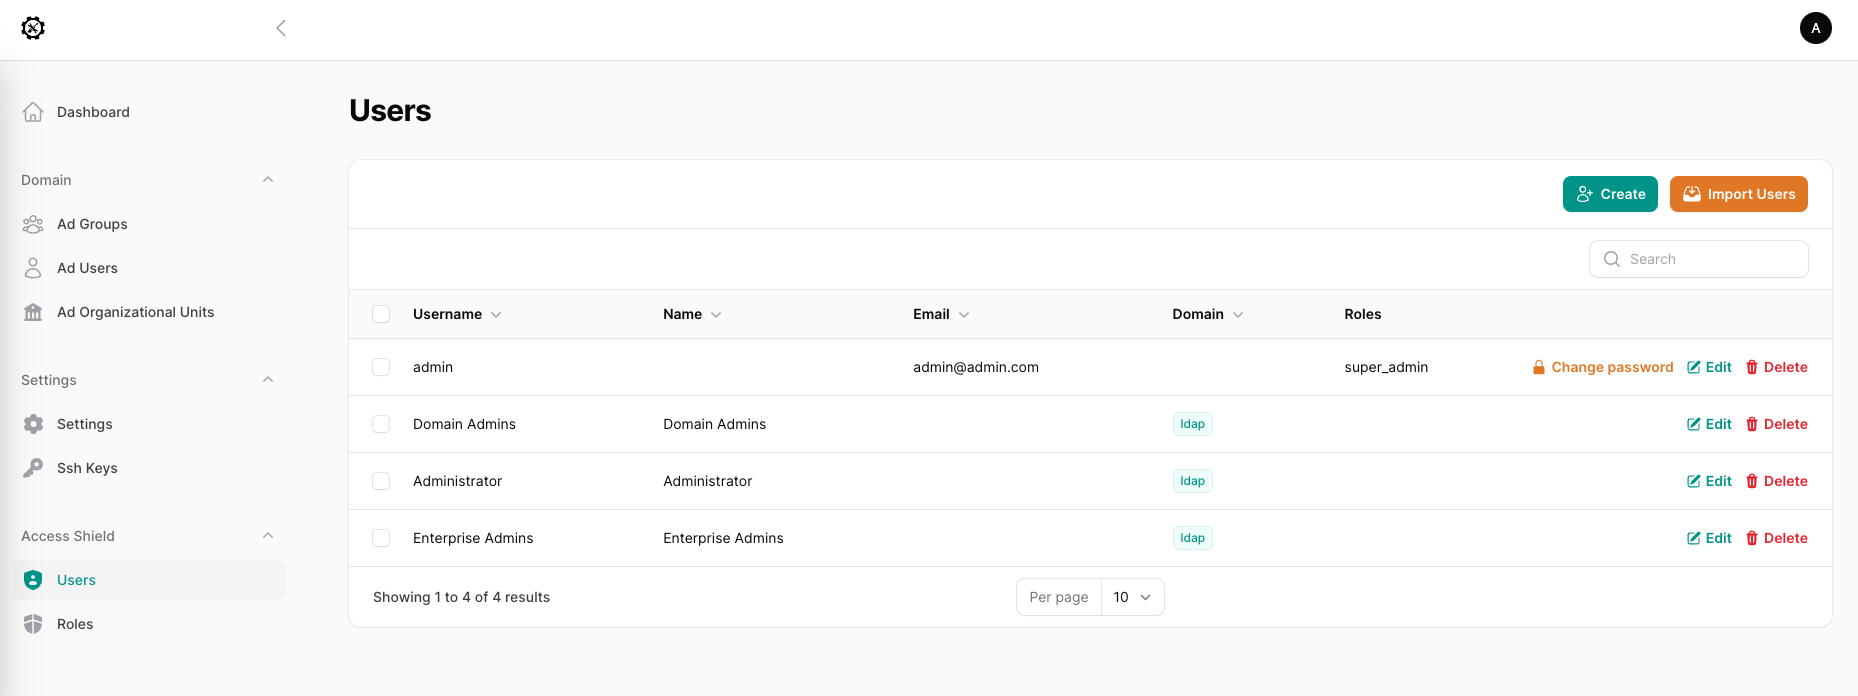 A
Dashboard
Domain
Ad Groups
Ad Users
Ad Organizational Units
Settings
Settings
Ssh Keys
Access Shield
Users
Roles
Users
Create
Import Users
Search
Username Name Email Domain Roles
admin admin@admin.com super_admin Change password Edit Delete
Domain Admins Domain Admins ldap Edit Delete
Administrator Administrator ldap Edit Delete
Enterprise Admins Enterprise Admins ldap Edit Delete
Showing 1 to 4 of 4 results Per page 10